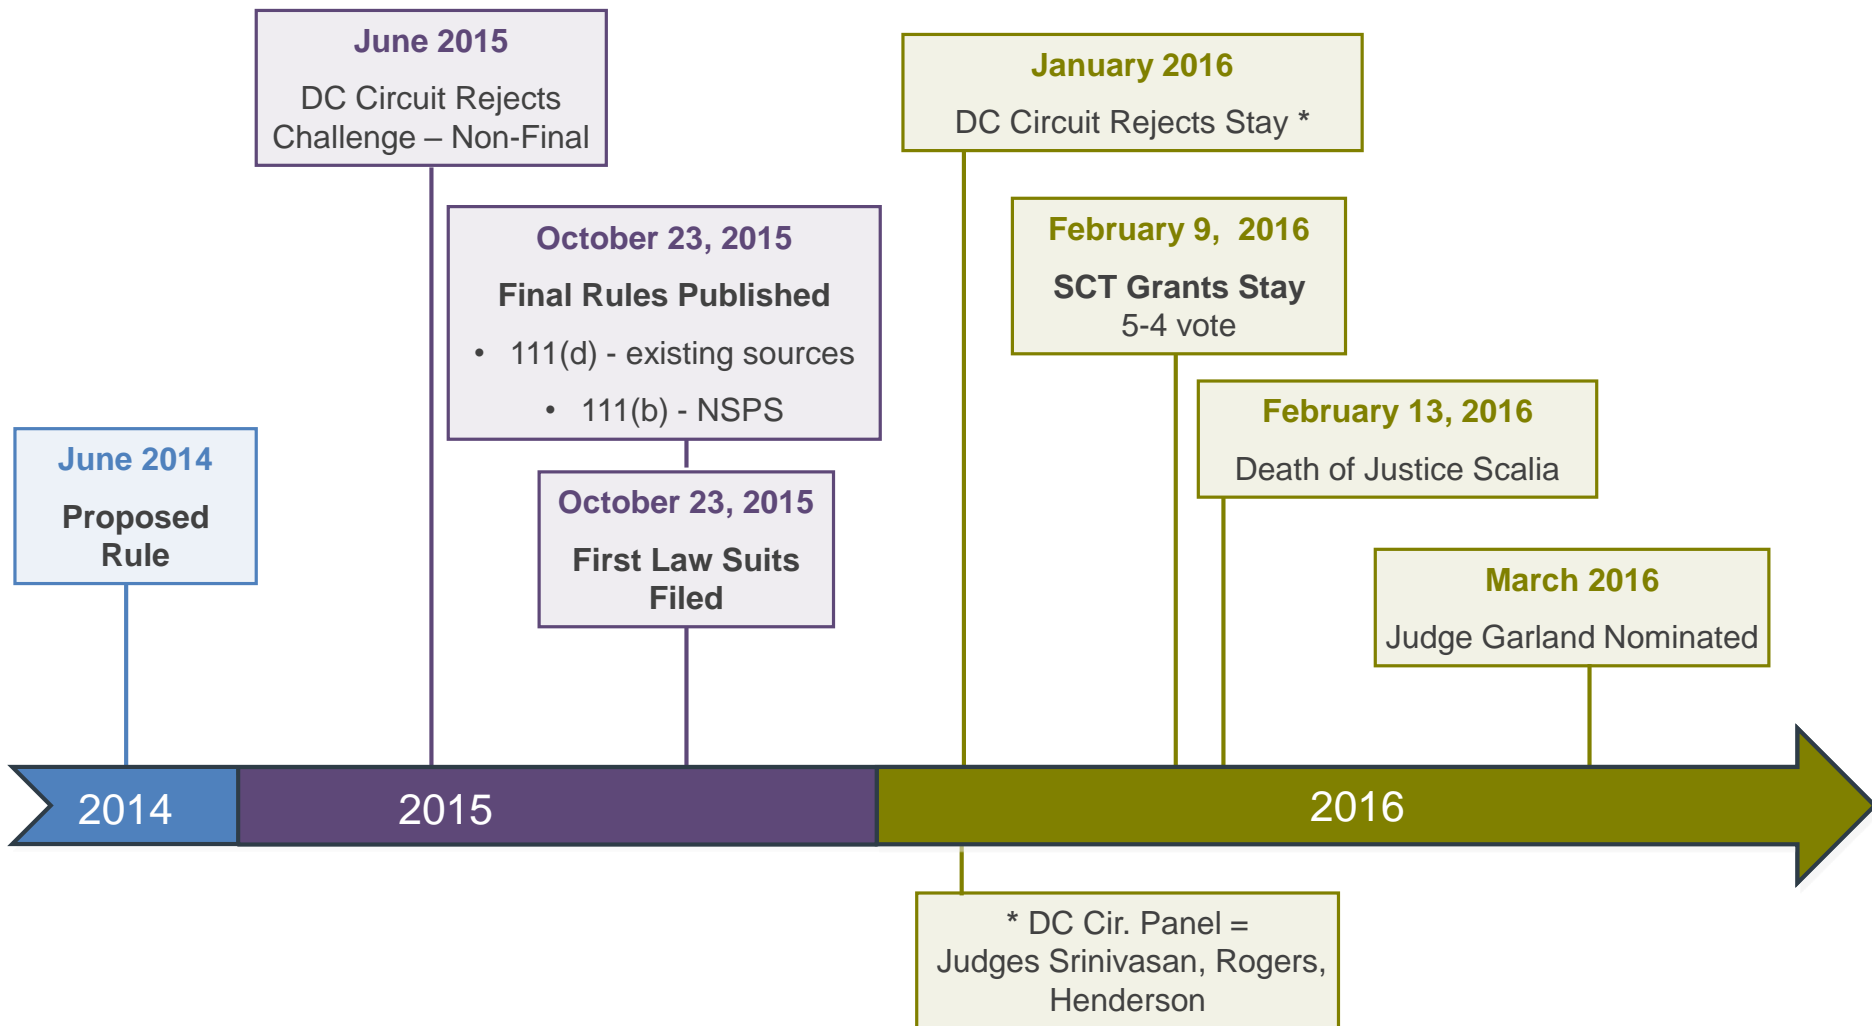 June 2014
Proposed
Rule
June 2015
DC Circuit Rejects
Challenge – Non-Final
October 23, 2015
Final Rules Published
• 111(d) - existing sources
• 111(b) - NSPS
October 23, 2015
First Law Suits
Filed
January 2016
DC Circuit Rejects Stay *
February 9,  2016
SCT Grants Stay
5-4 vote
February 13, 2016
Death of Justice Scalia
March 2016
Judge Garland Nominated
2014
2015
2016
* DC Cir. Panel =
Judges Srinivasan, Rogers,
Henderson